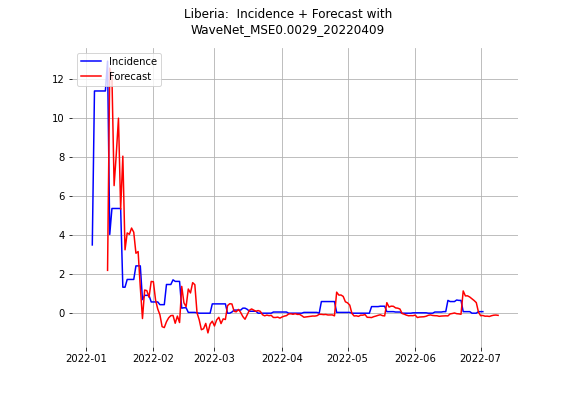 Liberia:  Incidence + Forecast with
WaveNet_MSE0.0029_20220409
Incidence
Forecast
12
10
8
6
4
2
0
2022-01 2022-02 2022-03 2022-04 2022-05 2022-06 2022-07